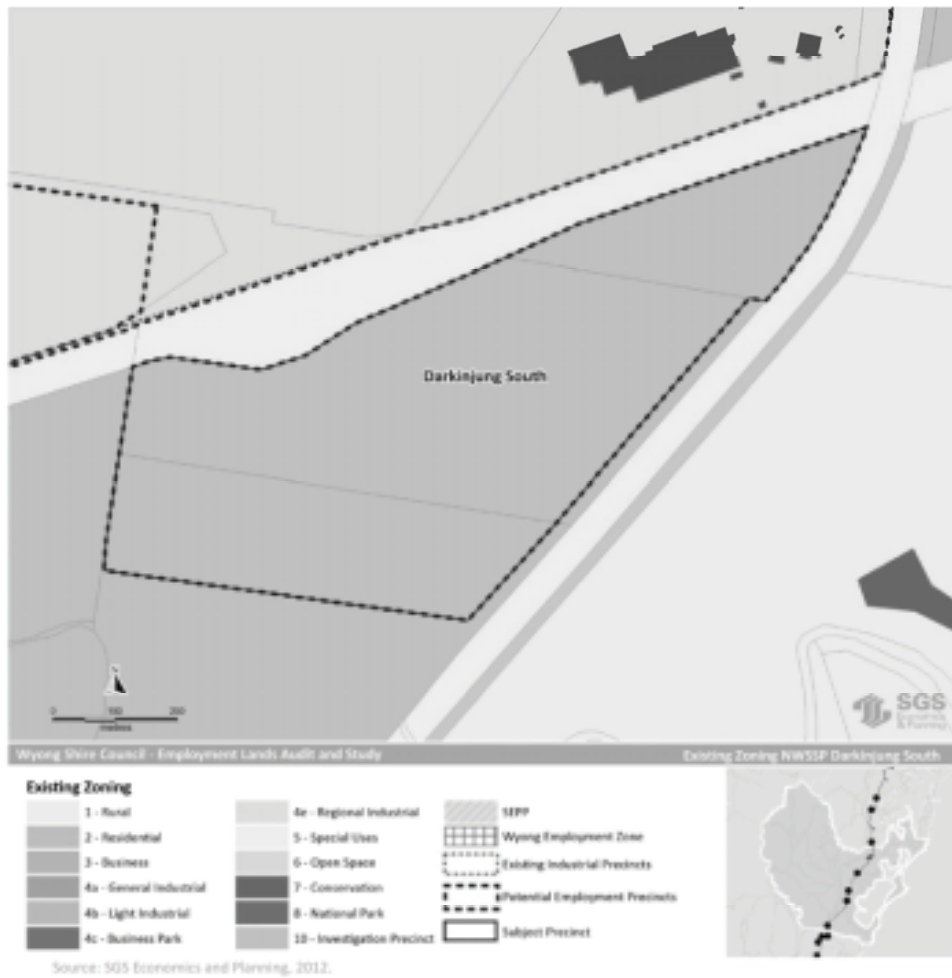 Darkinjung South
0 100 200
metres
SGS
Economics
& Planning
Wyong Shire Council - Employment Lands Audit and Study
Existing Zoning NWSSP Darkinjung South
Existing Zoning
1 - Rural
2 - Residential
3 - Business
4a - General Industrial
4b - Light Industrial
4c - Business Park
4e - Regional Industrial
5 - Special Uses
6 - Open Space
7 - Conservation
8 - National Park
10 - Investigation Precinct
SEPP
Wyong Employment Zone
Existing Industrial Precincts
Potential Employment Precincts
Subject Precinct
Source: SGS Economics and Planning, 2012.